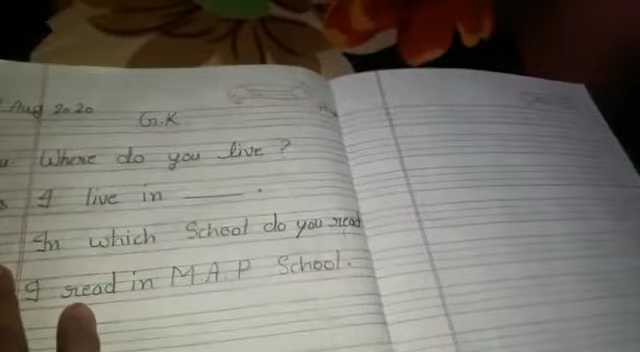 Aug 2020
G.K
Where do you live?
I live in ____.
In which School do you read
I read in M.A.P School.